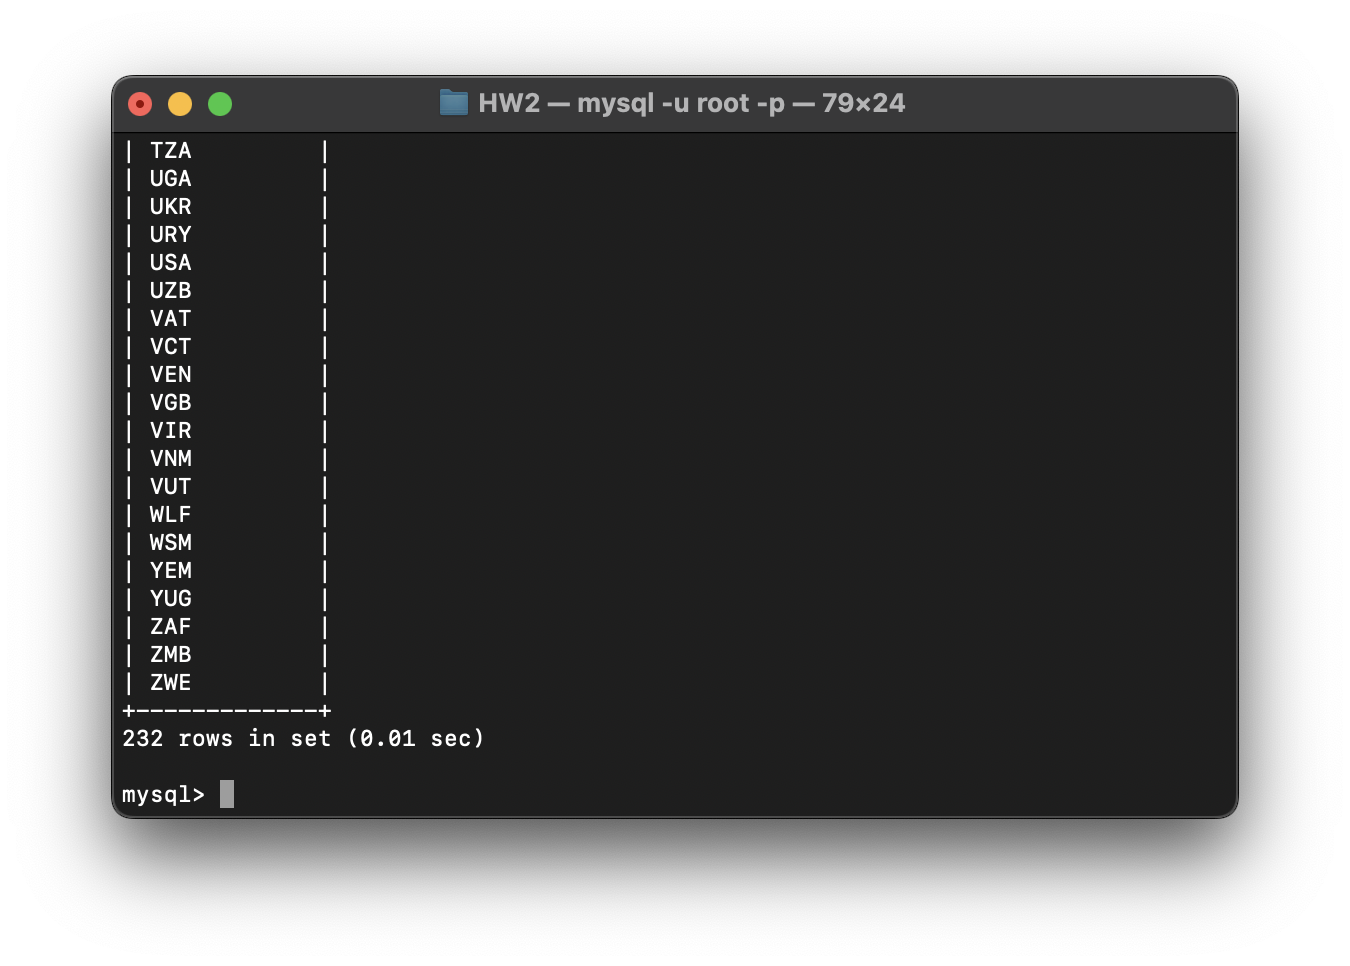 HW2 — mysql -u root -p — 79×24
| TZA         |
| UGA         |
| UKR         |
| URY         |
| USA         |
| UZB         |
| VAT         |
| VCT         |
| VEN         |
| VGB         |
| VIR         |
| VNM         |
| VUT         |
| WLF         |
| WSM         |
| YEM         |
| YUG         |
| ZAF         |
| ZMB         |
| ZWE         |
+-------------+
232 rows in set (0.01 sec)
mysql>